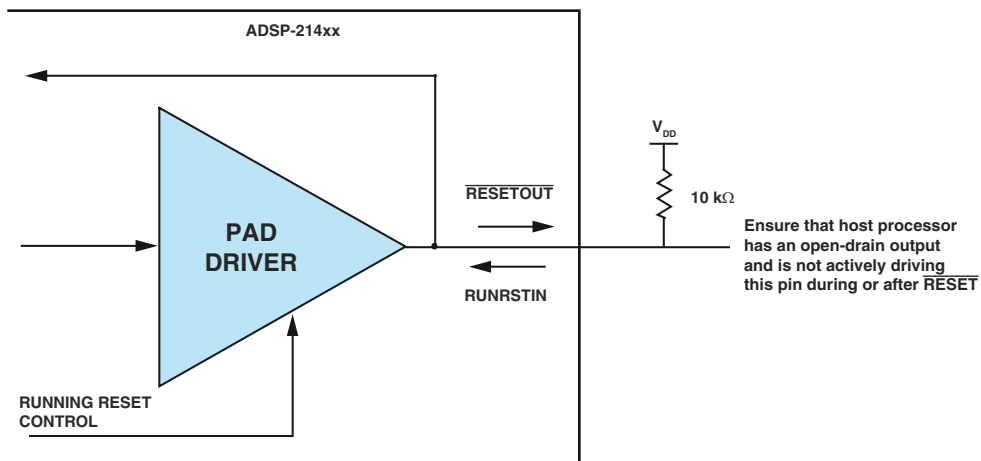 ADSP-214xx
V_DD
RESETOUT
10 kΩ
PAD
DRIVER
Ensure that host processor
has an open-drain output
and is not actively driving
this pin during or after RESET
RUNRSTIN
RUNNING RESET
CONTROL